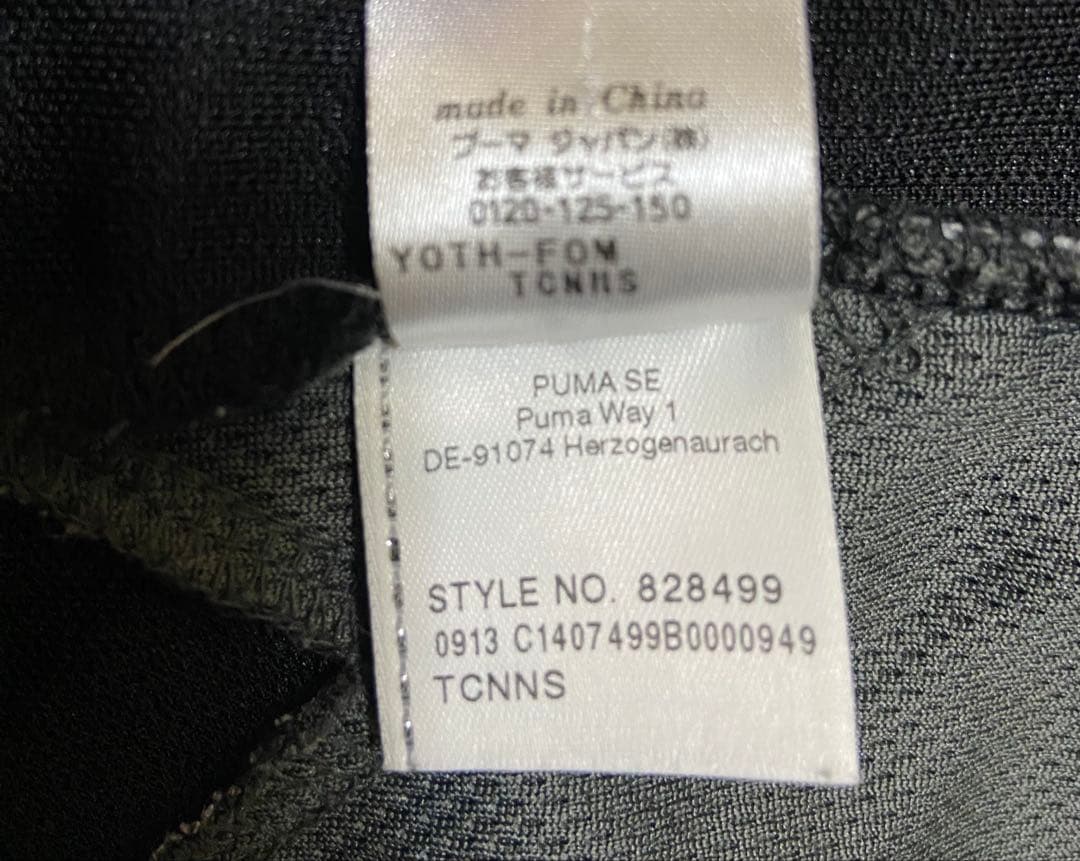 made in China
プーマ ジャパン(株)
お客様サービス
0120-125-150
YOTH-FOM
TCNNS
PUMA SE
Puma Way 1
DE-91074 Herzogenaurach
STYLE NO. 828499
0913 C1407499B0000949
TCNNS